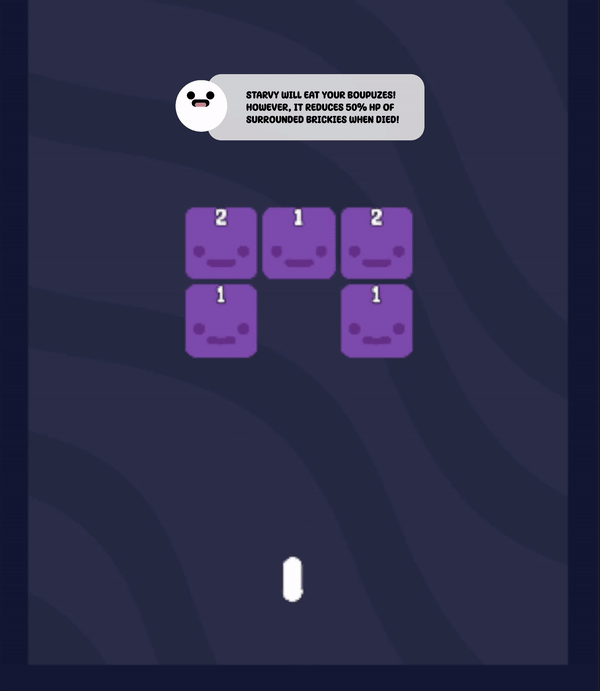 STARVY WILL EAT YOUR BOUPUZES!
HOWEVER, IT REDUCES 50% HP OF
SURROUNDED BRICKIES WHEN DIED!
2 1 2
1 1